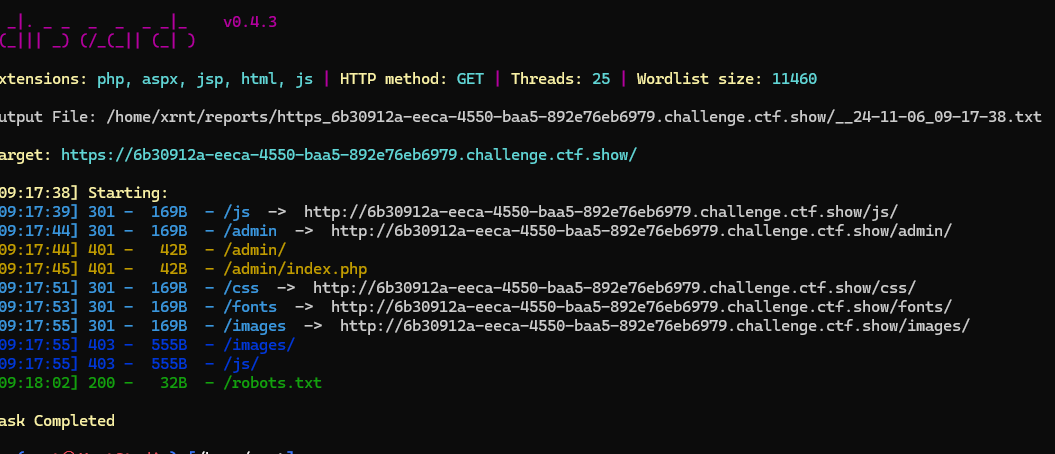 _|. _ _  _  _  _ _|_    v0.4.3
(_||| _) (/_(_|| (_| )
xtensions: php, aspx, jsp, html, js | HTTP method: GET | Threads: 25 | Wordlist size: 11460
utput File: /home/xrnt/reports/https_6b30912a-eeca-4550-baa5-892e76eb6979.challenge.ctf.show/__24-11-06_09-17-38.txt
arget: https://6b30912a-eeca-4550-baa5-892e76eb6979.challenge.ctf.show/
09:17:38] Starting:
09:17:39] 301 -  169B  - /js  ->  http://6b30912a-eeca-4550-baa5-892e76eb6979.challenge.ctf.show/js/
09:17:44] 301 -  169B  - /admin  ->  http://6b30912a-eeca-4550-baa5-892e76eb6979.challenge.ctf.show/admin/
09:17:44] 401 -   42B  - /admin/
09:17:45] 401 -   42B  - /admin/index.php
09:17:51] 301 -  169B  - /css  ->  http://6b30912a-eeca-4550-baa5-892e76eb6979.challenge.ctf.show/css/
09:17:53] 301 -  169B  - /fonts  ->  http://6b30912a-eeca-4550-baa5-892e76eb6979.challenge.ctf.show/fonts/
09:17:55] 301 -  169B  - /images  ->  http://6b30912a-eeca-4550-baa5-892e76eb6979.challenge.ctf.show/images/
09:17:55] 403 -  555B  - /images/
09:17:55] 403 -  555B  - /js/
09:18:02] 200 -   32B  - /robots.txt
ask Completed